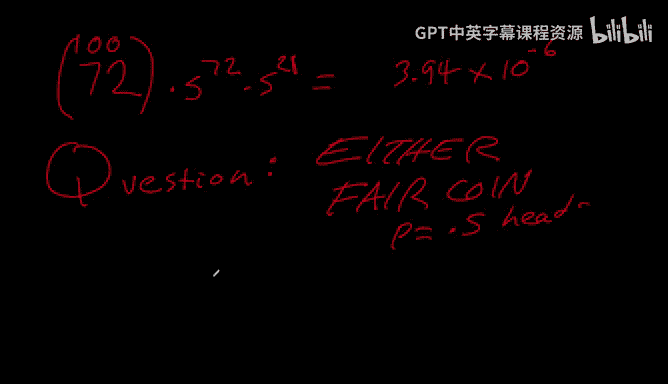 GPT中英字幕课程资源 bilibili
(100 72) .5^72 .5^28 = 3.94 x 10^-6
Question: EITHER
FAIR COIN
p= .5 heads